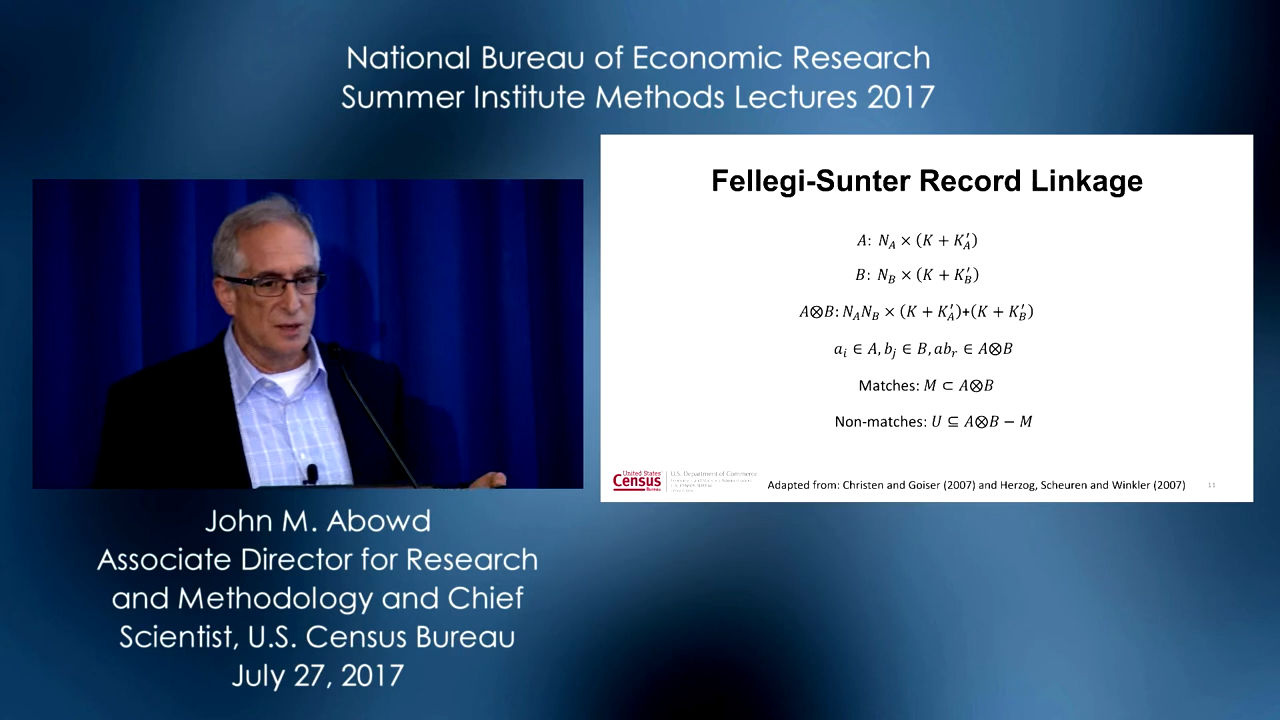 National Bureau of Economic Research
Summer Institute Methods Lectures 2017
Fellegi-Sunter Record Linkage
A: N_A × (K + K'_A)
B: N_B × (K + K'_B)
A⊗B: N_A N_B × (K + K'_A)+(K + K'_B)
a_i ∈ A, b_j ∈ B, ab_r ∈ A⊗B
Matches: M ⊂ A⊗B
Non-matches: U ⊆ A⊗B − M
United States
Census
Bureau
U.S. Department of Commerce
Adapted from: Christen and Goiser (2007) and Herzog, Scheuren and Winkler (2007)
11
John M. Abowd
Associate Director for Research
and Methodology and Chief
Scientist, U.S. Census Bureau
July 27, 2017